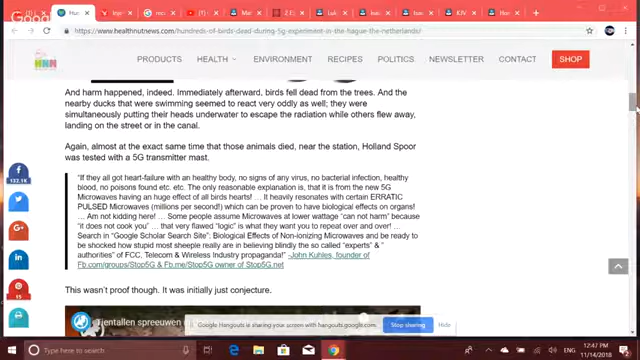 https://www.healthnutnews.com/hundreds-of-birds-dead-during-5g-experiment-in-the-hague-the-netherlands/
HNN
PRODUCTS HEALTH ENVIRONMENT RECIPES POLITICS NEWSLETTER CONTACT SHOP
And harm happened, indeed. Immediately afterward, birds fell dead from the trees. And the
nearby ducks that were swimming seemed to react very oddly as well; they were
simultaneously putting their heads underwater to escape the radiation while others flew away,
landing on the street or in the canal.
Again, almost at the exact same time that those animals died, near the station, Holland Spoor
was tested with a 5G transmitter mast.
"If they all got heart-failure with an healthy body, no signs of any virus, no bacterial infection, healthy
blood, no poisons found etc. etc. The only reasonable explanation is, that it is from the new 5G
Microwaves having an huge effect of all birds hearts! … It heavily resonates with certain ERRATIC
PULSED Microwaves (millions per second!) which can be proven to have biological effects on organs!
… Am not kidding here! … Some people assume Microwaves at lower wattage "can not harm" because
"it does not cook you" … that very flawed "logic" is what they want you to repeat over and over! …
Search in "Google Scholar Search Site": Biological Effects of Non-ionizing Microwaves and be ready to
be shocked how stupid most sheeple really are in believing blindly the so called "experts" & "
authorities" of FCC, Telecom & Wireless Industry propaganda!" -John Kuhles, founder of
Fb.com/groups/Stop5G & Fb.me/Stop5G owner of Stop5G.net
This wasn't proof though. It was initially just conjecture.
122.1K
15
Tientallen spreeuwen
Google Hangouts is sharing your screen with hangouts.google.com.
Stop sharing
Hide
Type here to search
ENG
12:47 PM
11/14/2018